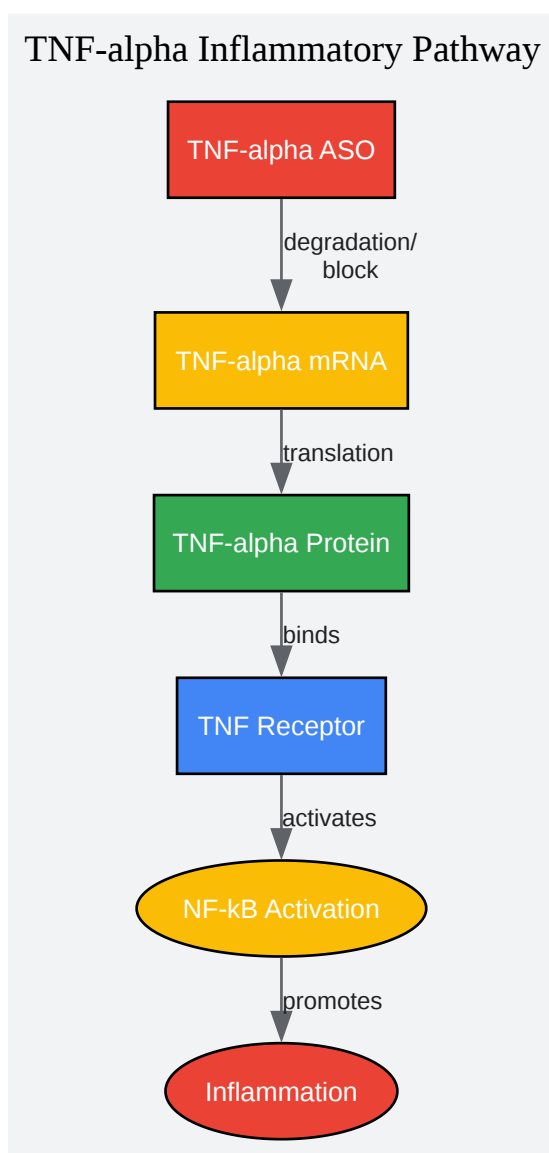 TNF-alpha Inflammatory Pathway
TNF-alpha ASO
degradation/
block
TNF-alpha mRNA
translation
TNF-alpha Protein
binds
TNF Receptor
activates
NF-kB Activation
promotes
Inflammation